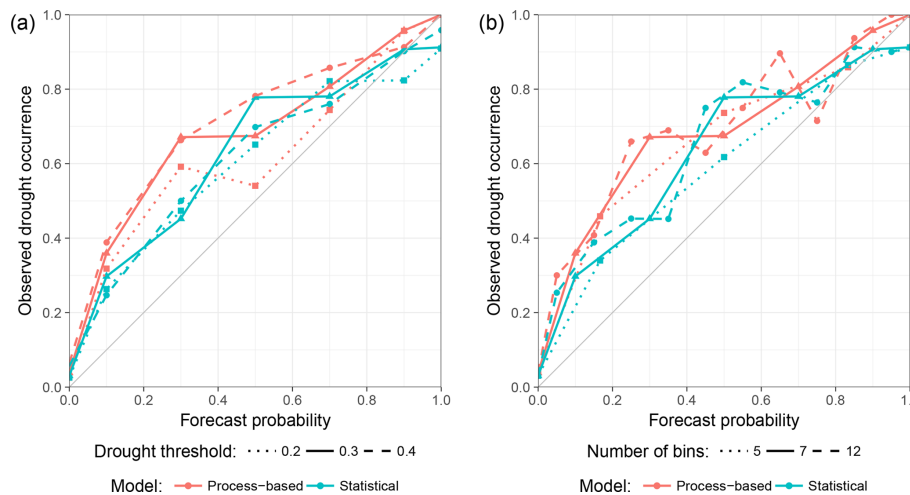 (a)
1.0
0.8
0.6
0.4
0.2
0.0
Observed drought occurrence
0.0 0.2 0.4 0.6 0.8 1.0
Forecast probability
Drought threshold: 0.2 0.3 0.4
Model: Process−based Statistical
(b)
1.0
0.8
0.6
0.4
0.2
0.0
Observed drought occurrence
0.0 0.2 0.4 0.6 0.8 1.0
Forecast probability
Number of bins: 5 7 12
Model: Process−based Statistical